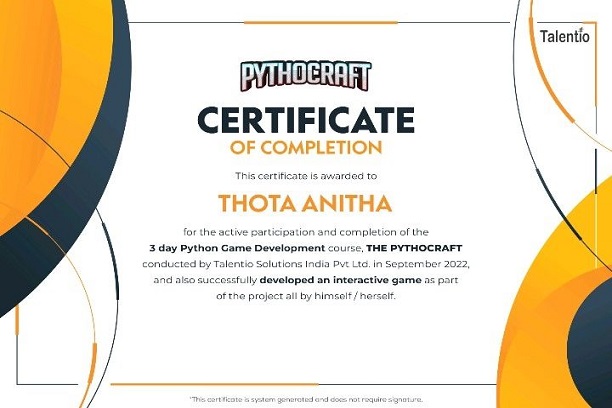 Talentio
PYTHOCRAFT
CERTIFICATE
OF COMPLETION
This certificate is awarded to
THOTA ANITHA
for the active participation and completion of the
3 day Python Game Development course, THE PYTHOCRAFT
conducted by Talentio Solutions India Pvt Ltd. in September 2022,
and also successfully developed an interactive game as part
of the project all by himself / herself.
*This certificate is system generated and does not require signature.